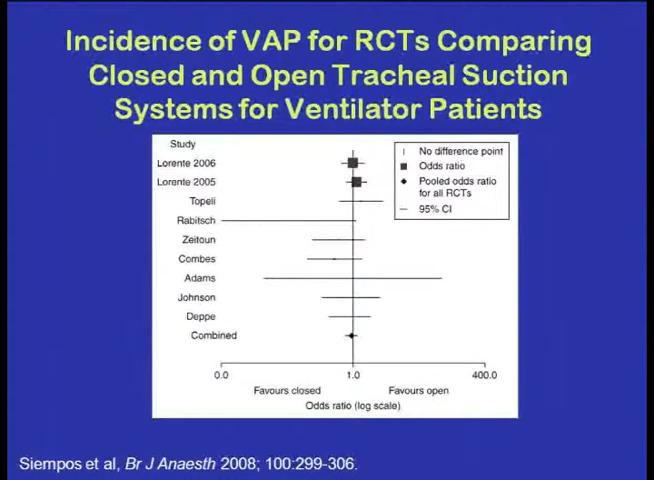 Incidence of VAP for RCTs Comparing
Closed and Open Tracheal Suction
Systems for Ventilator Patients
Study
Lorente 2006
Lorente 2005
Topeli
Rabitsch
Zeitoun
Combes
Adams
Johnson
Deppe
Combined
No difference point
Odds ratio
Pooled odds ratio
for all RCTs
95% CI
0.0 1.0 400.0
Favours closed Favours open
Odds ratio (log scale)
Siempos et al, Br J Anaesth 2008; 100:299-306.